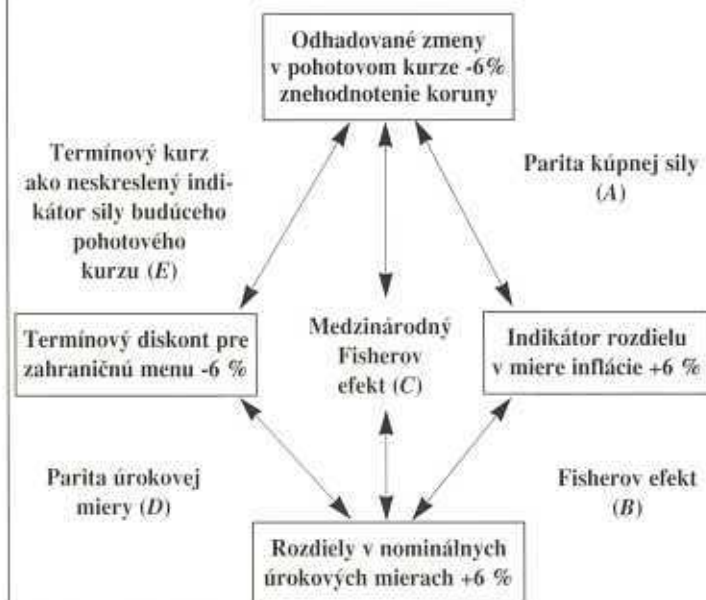 Odhadované zmeny
v pohotovom kurze -6%
znehodnotenie koruny
Termínový kurz
ako neskreslený indi-
kátor sily budúceho
pohotového
kurzu (E)
Parita kúpnej sily
(A)
Termínový diskont pre
zahraničnú menu -6 %
Medzinárodný
Fisherov
efekt (C)
Indikátor rozdielu
v miere inflácie +6 %
Parita úrokovej
miery (D)
Fisherov efekt
(B)
Rozdiely v nominálnych
úrokových mierach +6 %